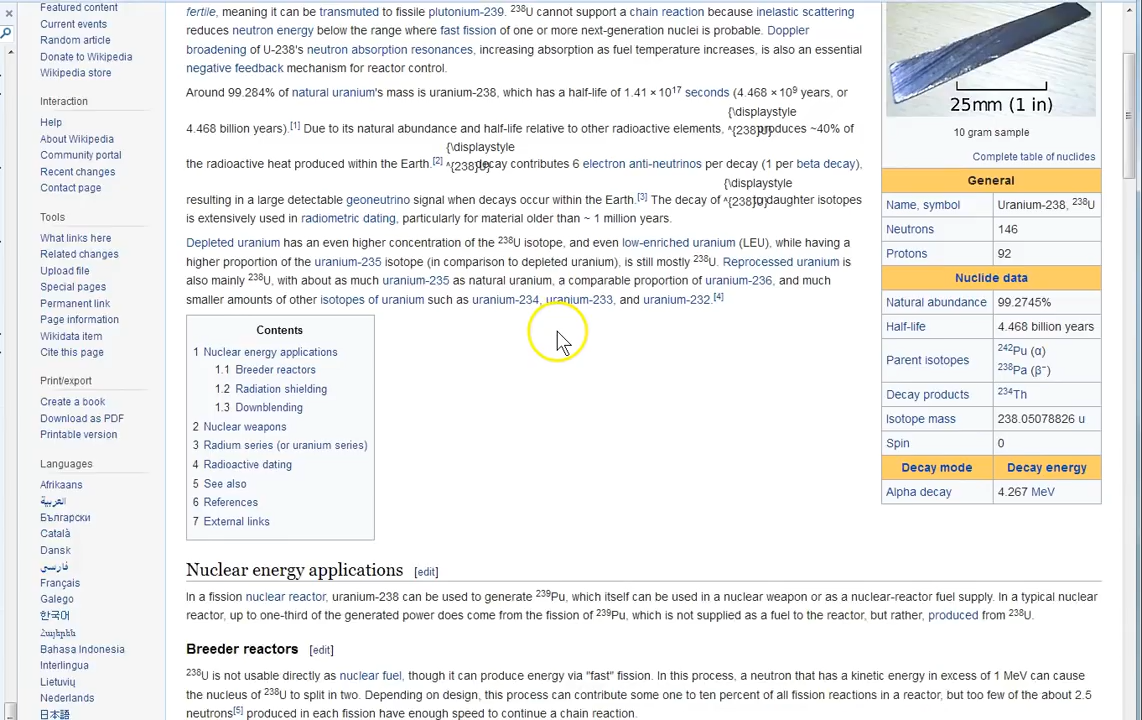 Featured content
Current events
Random article
Donate to Wikipedia
Wikipedia store
Interaction
Help
About Wikipedia
Community portal
Recent changes
Contact page
Tools
What links here
Related changes
Upload file
Special pages
Permanent link
Page information
Wikidata item
Cite this page
Print/export
Create a book
Download as PDF
Printable version
Languages
Afrikaans
العربية
Български
Català
Dansk
فارسی
Français
Galego
한국어
Հայերեն
Bahasa Indonesia
Interlingua
Lietuvių
Nederlands
日本語
fertile, meaning it can be transmuted to fissile plutonium-239. ²³⁸U cannot support a chain reaction because inelastic scattering
reduces neutron energy below the range where fast fission of one or more next-generation nuclei is probable. Doppler
broadening of U-238's neutron absorption resonances, increasing absorption as fuel temperature increases, is also an essential
negative feedback mechanism for reactor control.
Around 99.284% of natural uranium's mass is uranium-238, which has a half-life of 1.41 × 10¹⁷ seconds (4.468 × 10⁹ years, or
{\displaystyle
4.468 billion years).[1] Due to its natural abundance and half-life relative to other radioactive elements, ^{238}U} produces ~40% of
{\displaystyle
the radioactive heat produced within the Earth.[2] ^{238}U} decay contributes 6 electron anti-neutrinos per decay (1 per beta decay),
{\displaystyle
resulting in a large detectable geoneutrino signal when decays occur within the Earth.[3] The decay of ^{238}U} to daughter isotopes
is extensively used in radiometric dating, particularly for material older than ~ 1 million years.
Depleted uranium has an even higher concentration of the ²³⁸U isotope, and even low-enriched uranium (LEU), while having a
higher proportion of the uranium-235 isotope (in comparison to depleted uranium), is still mostly ²³⁸U. Reprocessed uranium is
also mainly ²³⁸U, with about as much uranium-235 as natural uranium, a comparable proportion of uranium-236, and much
smaller amounts of other isotopes of uranium such as uranium-234, uranium-233, and uranium-232.[4]
Contents
1 Nuclear energy applications
1.1 Breeder reactors
1.2 Radiation shielding
1.3 Downblending
2 Nuclear weapons
3 Radium series (or uranium series)
4 Radioactive dating
5 See also
6 References
7 External links
Nuclear energy applications [edit]
In a fission nuclear reactor, uranium-238 can be used to generate ²³⁹Pu, which itself can be used in a nuclear weapon or as a nuclear-reactor fuel supply. In a typical nuclear
reactor, up to one-third of the generated power does come from the fission of ²³⁹Pu, which is not supplied as a fuel to the reactor, but rather, produced from ²³⁸U.
Breeder reactors [edit]
²³⁸U is not usable directly as nuclear fuel, though it can produce energy via "fast" fission. In this process, a neutron that has a kinetic energy in excess of 1 MeV can cause
the nucleus of ²³⁸U to split in two. Depending on design, this process can contribute some one to ten percent of all fission reactions in a reactor, but too few of the about 2.5
neutrons[5] produced in each fission have enough speed to continue a chain reaction.
25mm (1 in)
10 gram sample
Complete table of nuclides
General
Name, symbol Uranium-238, ²³⁸U
Neutrons 146
Protons 92
Nuclide data
Natural abundance 99.2745%
Half-life 4.468 billion years
Parent isotopes ²⁴²Pu (α)
²³⁸Pa (β⁻)
Decay products ²³⁴Th
Isotope mass 238.05078826 u
Spin 0
Decay mode Decay energy
Alpha decay 4.267 MeV